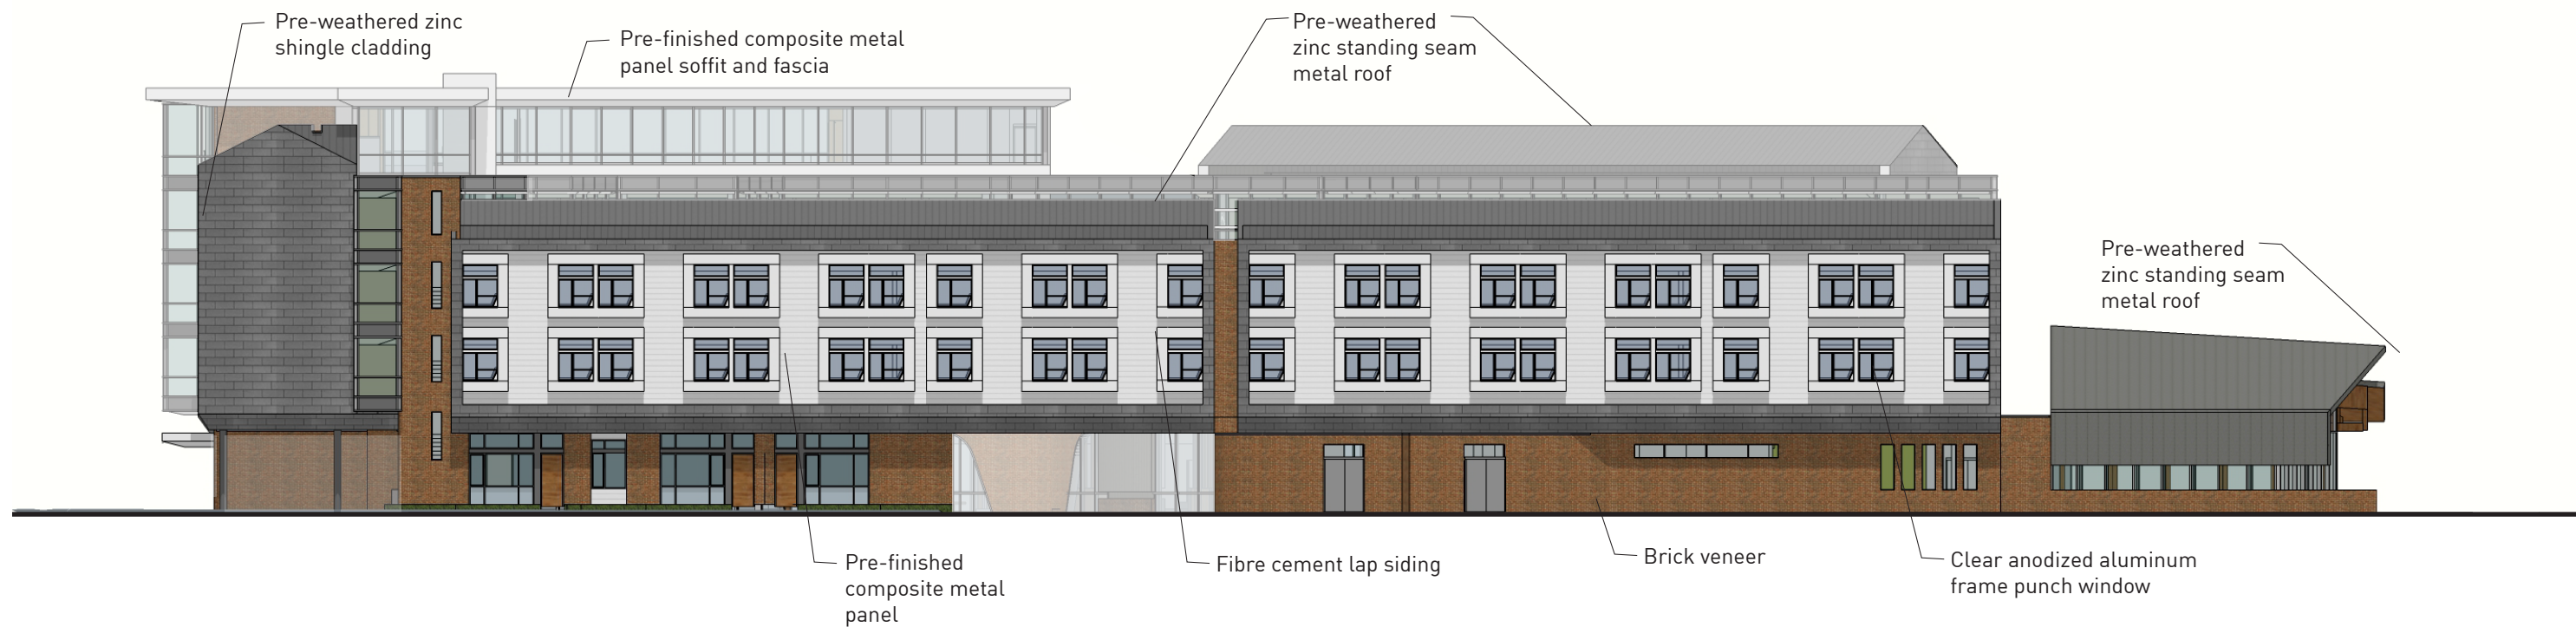 Pre-weathered zinc
shingle cladding
Pre-finished composite metal
panel soffit and fascia
Pre-weathered
zinc standing seam
metal roof
Pre-weathered
zinc standing seam
metal roof
Pre-finished
composite metal
panel
Fibre cement lap siding
Brick veneer
Clear anodized aluminum
frame punch window